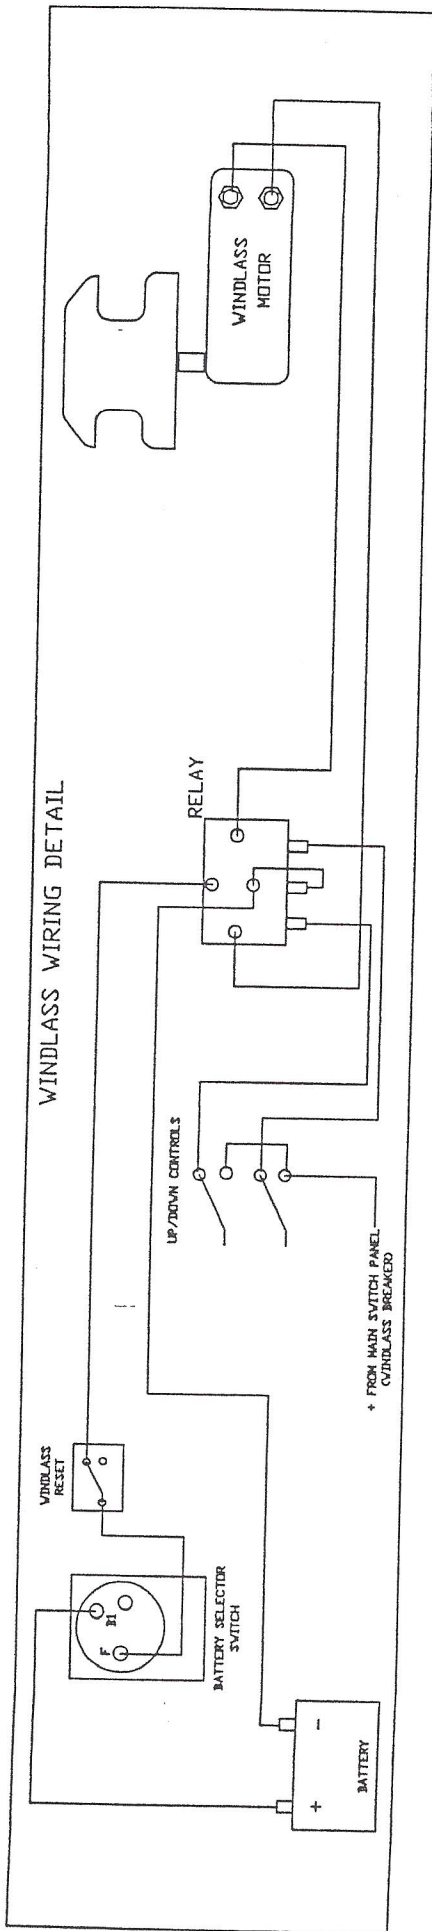 WINDLASS WIRING DETAIL
WINDLASS
MOTOR
RELAY
UP/DOWN CONTROLS
+ FROM MAIN SWITCH PANEL
(WINDLASS BREAKER)
WINDLASS
RESET
F
B1
BATTERY SELECTOR
SWITCH
+
-
BATTERY